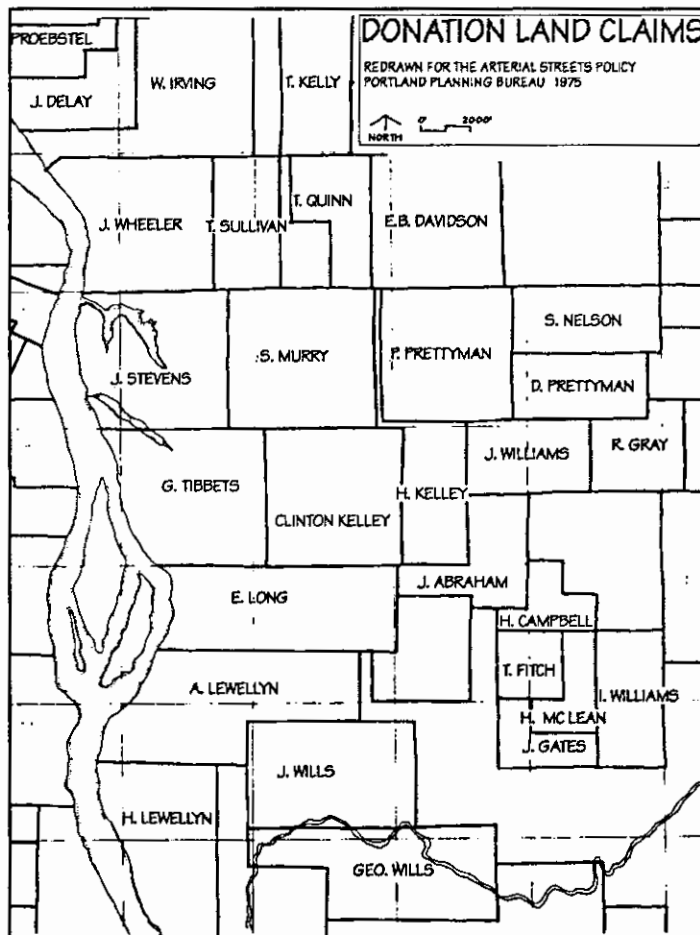 DONATION LAND CLAIMS
REDRAWN FOR THE ARTERIAL STREETS POLICY
PORTLAND PLANNING BUREAU 1975
NORTH
0' 2000'
PROEBSTEL
J. DELAY
W. IRVING
T. KELLY
J. WHEELER
T. SULLIVAN
T. QUINN
E.B. DAVIDSON
J. STEVENS
S. MURRY
P. PRETTYMAN
S. NELSON
D. PRETTYMAN
G. TIBBETS
CLINTON KELLEY
H. KELLEY
J. WILLIAMS
R. GRAY
E. LONG
J. ABRAHAM
H. CAMPBELL
T. FITCH
I. WILLIAMS
A. LEWELLYN
H. MC LEAN
J. GATES
J. WILLS
H. LEWELLYN
GEO. WILLS